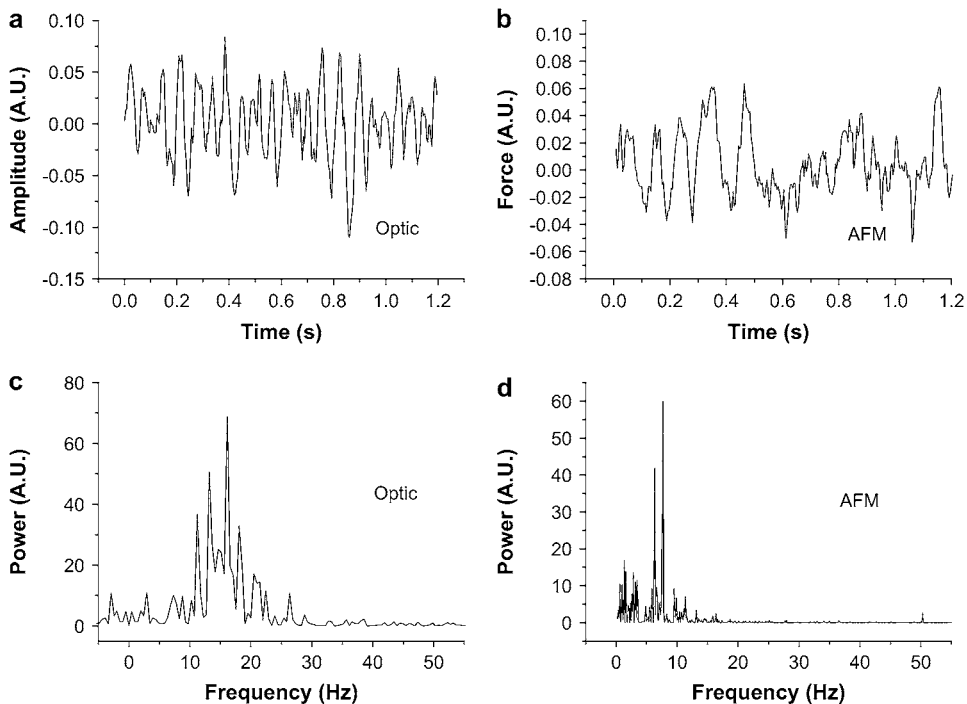 a
0.10
0.05
0.00
-0.05
-0.10
-0.15
Amplitude (A.U.)
Optic
0.0 0.2 0.4 0.6 0.8 1.0 1.2
Time (s)
b
0.10
0.08
0.06
0.04
0.02
0.00
-0.02
-0.04
-0.06
-0.08
Force (A.U.)
AFM
0.0 0.2 0.4 0.6 0.8 1.0 1.2
Time (s)
c
80
60
40
20
0
Power (A.U.)
Optic
0 10 20 30 40 50
Frequency (Hz)
d
60
50
40
30
20
10
0
Power (A.U.)
AFM
0 10 20 30 40 50
Frequency (Hz)